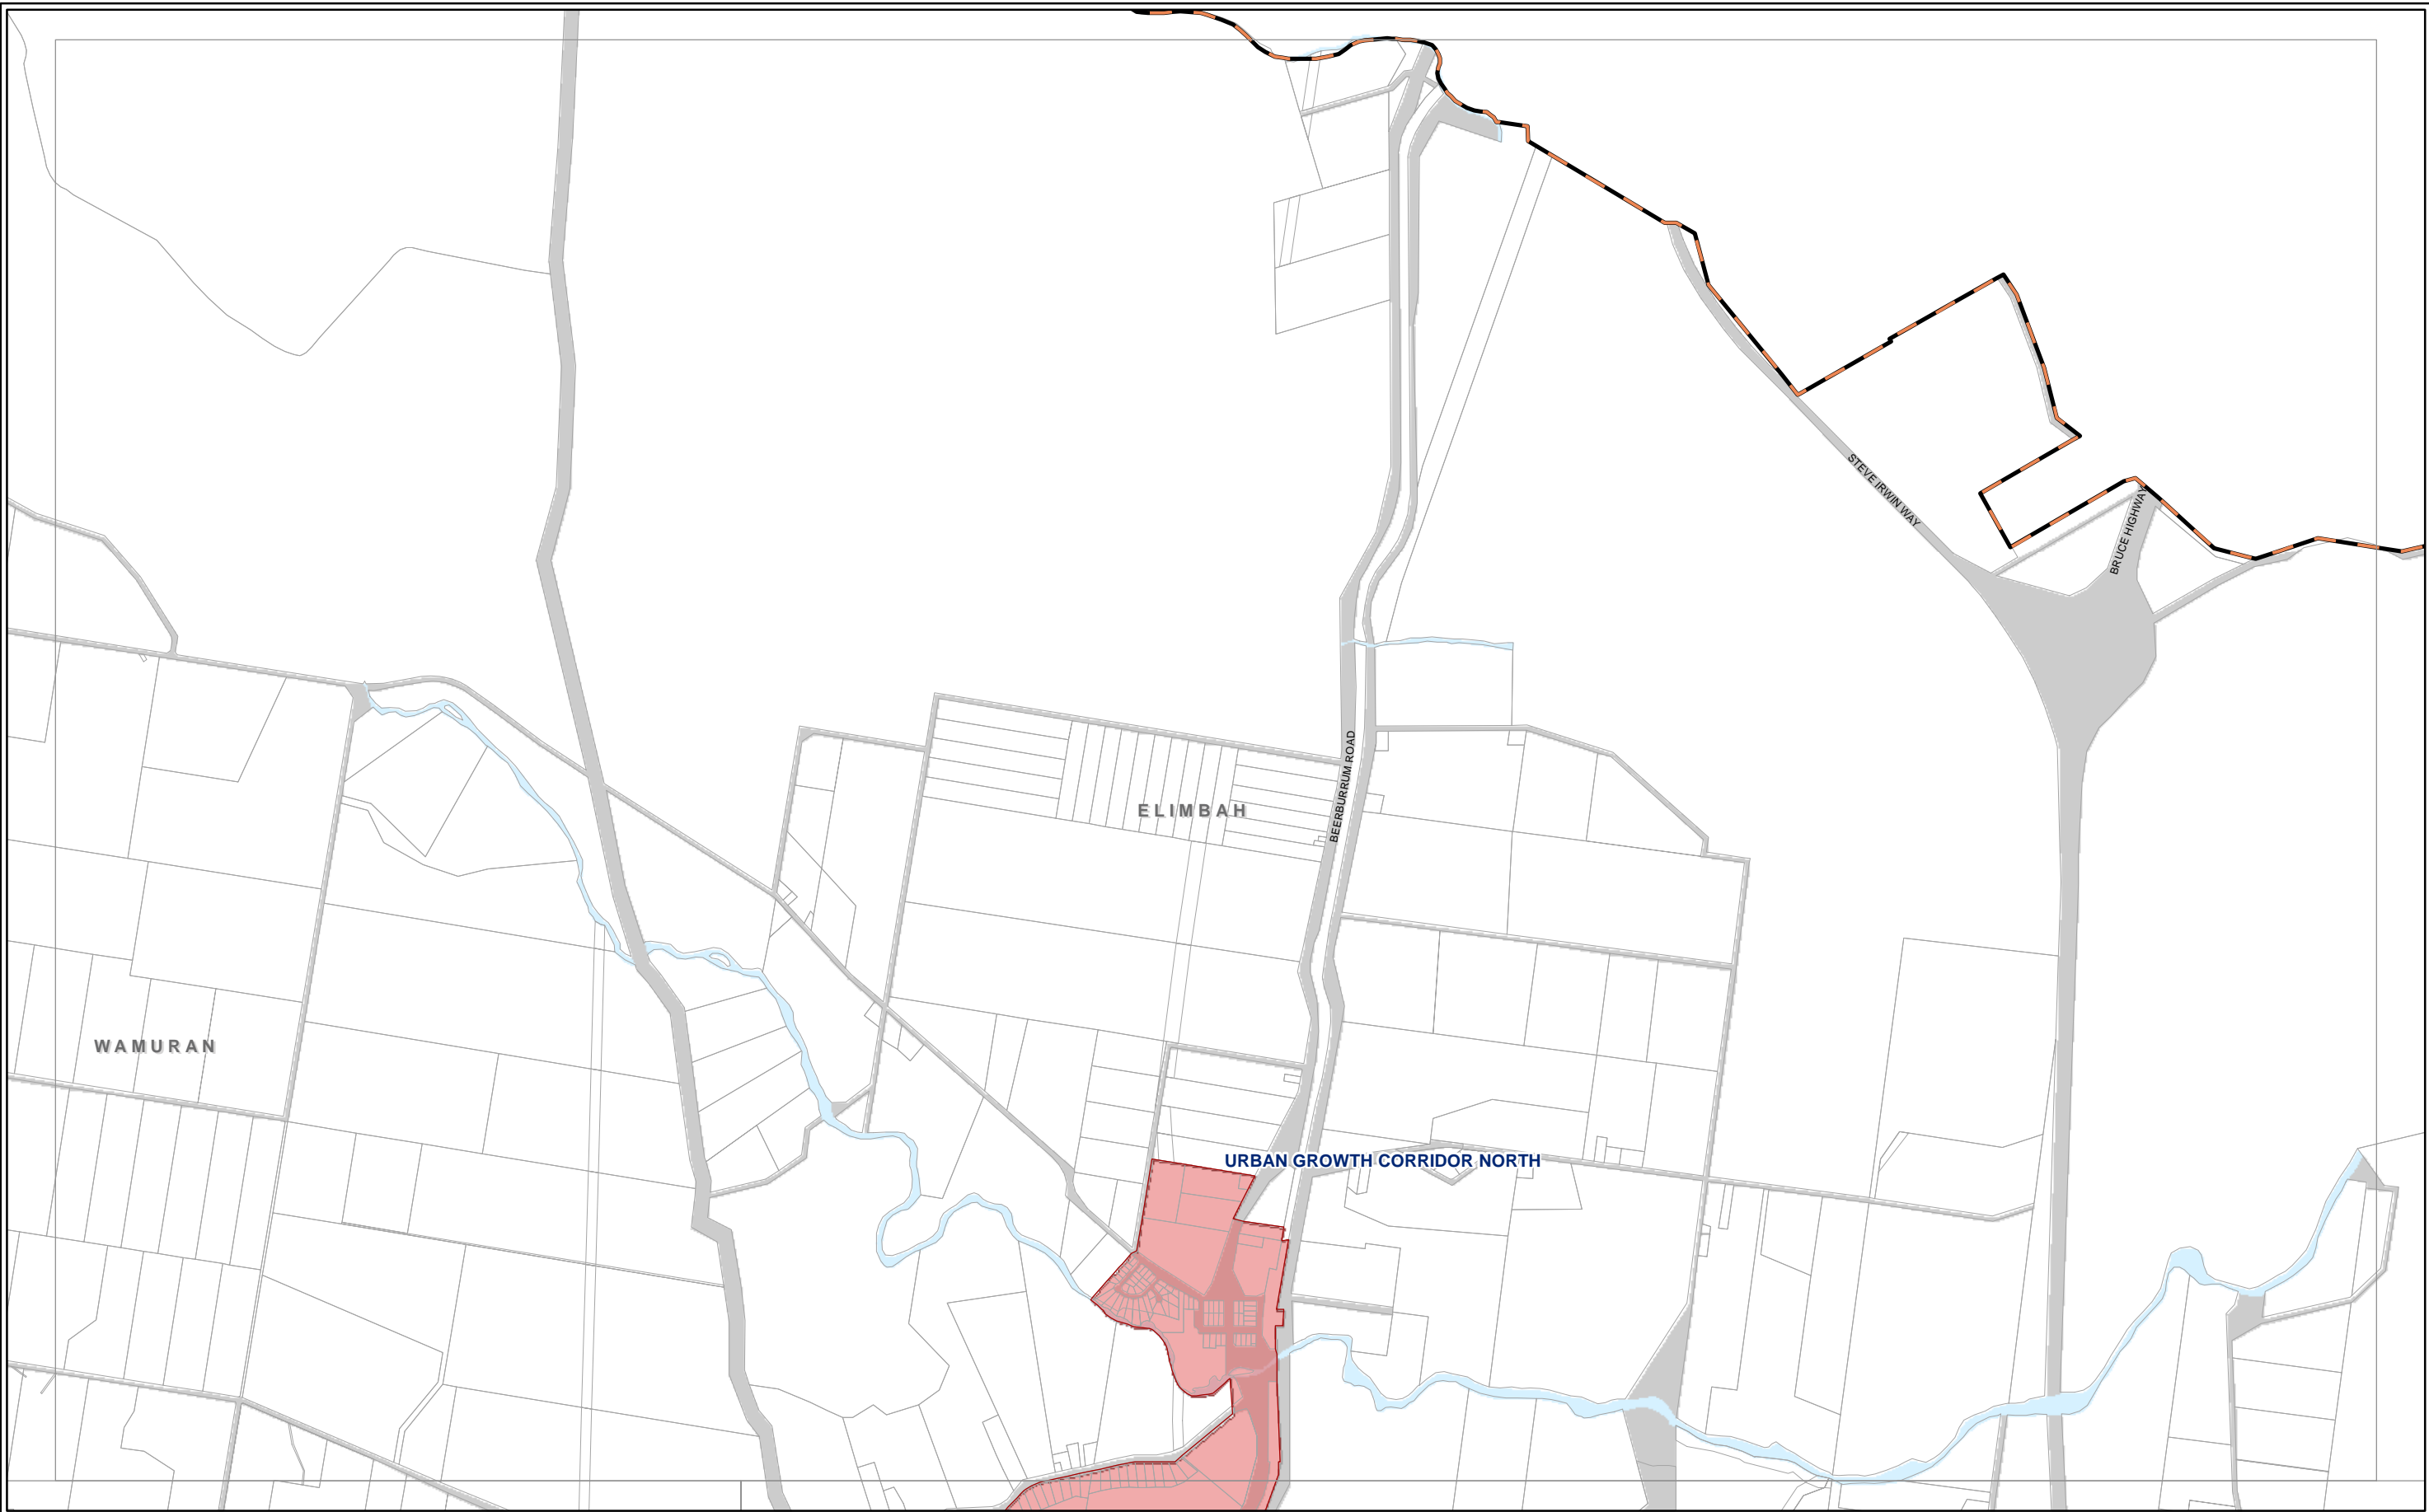 STEVE IRWIN WAY
BRUCE HIGHWAY
BEERBURRUM ROAD
ELIMBAH
WAMURAN
URBAN GROWTH CORRIDOR NORTH